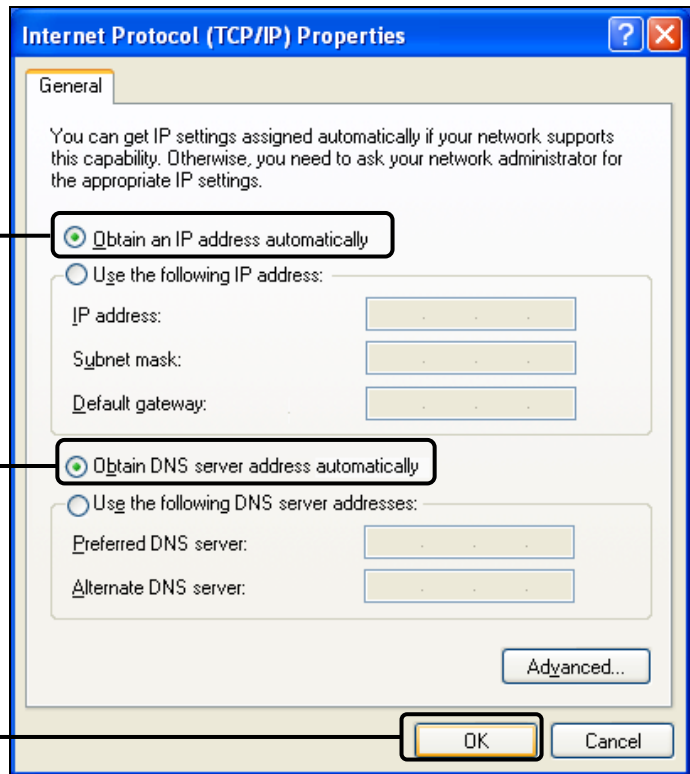 Internet Protocol (TCP/IP) Properties
General
You can get IP settings assigned automatically if your network supports
this capability. Otherwise, you need to ask your network administrator for
the appropriate IP settings.
Obtain an IP address automatically
Use the following IP address:
IP address:
Subnet mask:
Default gateway:
Obtain DNS server address automatically
Use the following DNS server addresses:
Preferred DNS server:
Alternate DNS server:
Advanced...
OK
Cancel